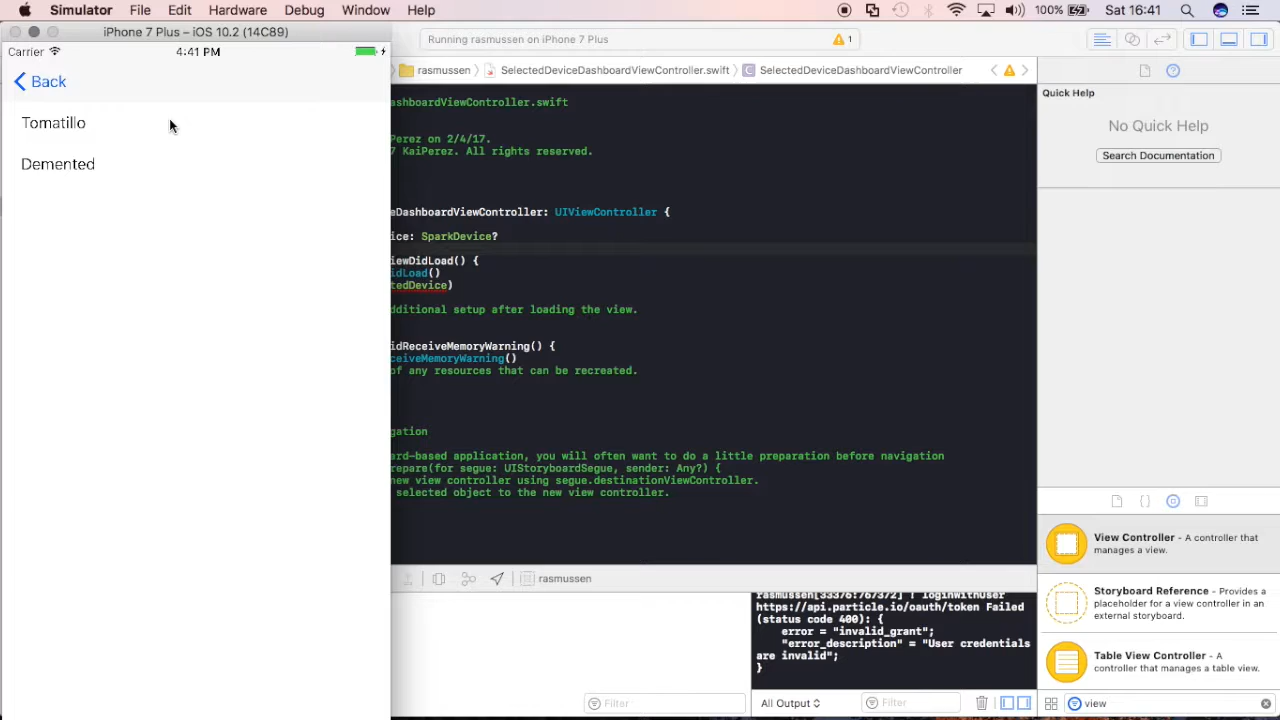 Simulator File Edit Hardware Debug Window Help 100% Sat 16:41
iPhone 7 Plus – iOS 10.2 (14C89)
Carrier 4:41 PM
Back
Tomatillo
Demented
Running rasmussen on iPhone 7 Plus 1
rasmussen SelectedDeviceDashboardViewController.swift SelectedDeviceDashboardViewController
ashboardViewController.swift
Perez on 2/4/17.
7 KaiPerez. All rights reserved.
eDashboardViewController: UIViewController {
ice: SparkDevice?
iewDidLoad() {
idLoad()
tedDevice)
dditional setup after loading the view.
idReceiveMemoryWarning() {
ceiveMemoryWarning()
of any resources that can be recreated.
gation
ard-based application, you will often want to do a little preparation before navigation
repare(for segue: UIStoryboardSegue, sender: Any?) {
new view controller using segue.destinationViewController.
selected object to the new view controller.
rasmussen
Filter
rasmussen[33376:767372] ! loginWithUser
https://api.particle.io/oauth/token Failed
(status code 400): {
error = "invalid_grant";
"error_description" = "User credentials
are invalid";
}
All Output Filter
Quick Help
No Quick Help
Search Documentation
{}
View Controller - A controller that
manages a view.
Storyboard Reference - Provides a
placeholder for a view controller in an
external storyboard.
Table View Controller - A
controller that manages a table view.
view